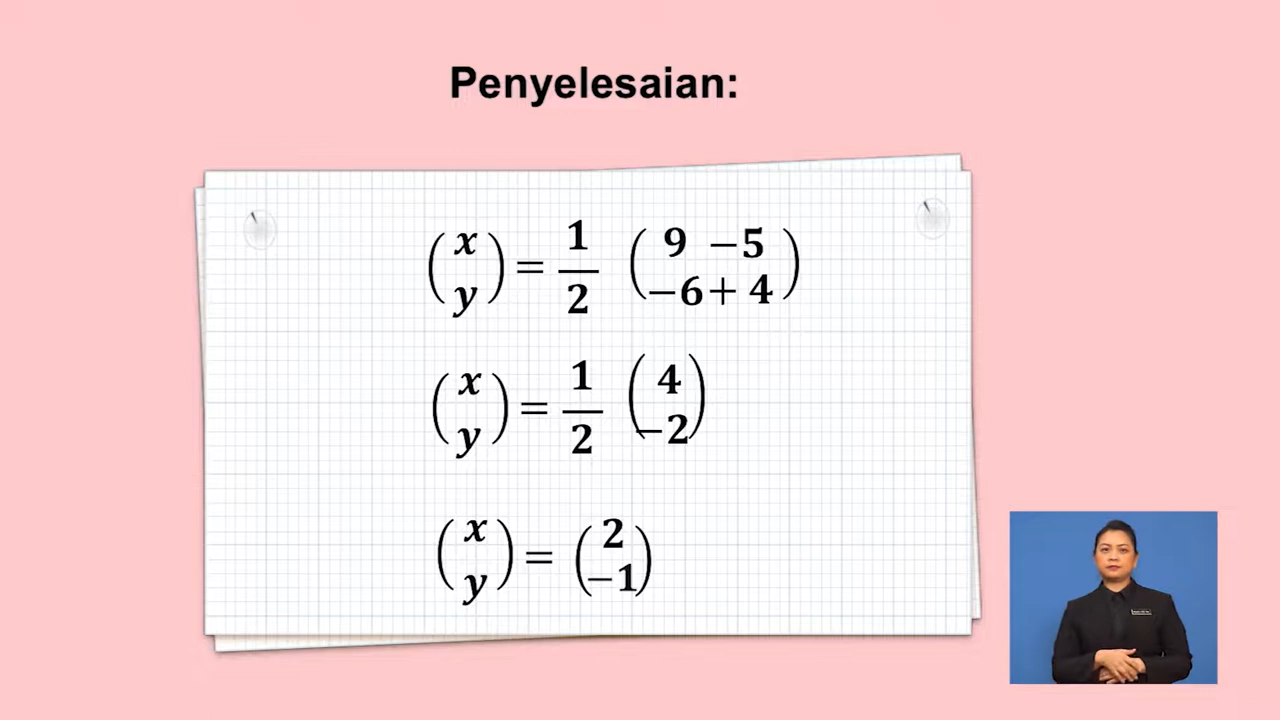 Penyelesaian:
(x y) = 1/2 (9 −5 −6+ 4)
(x y) = 1/2 (4 −2)
(x y) = (2 −1)